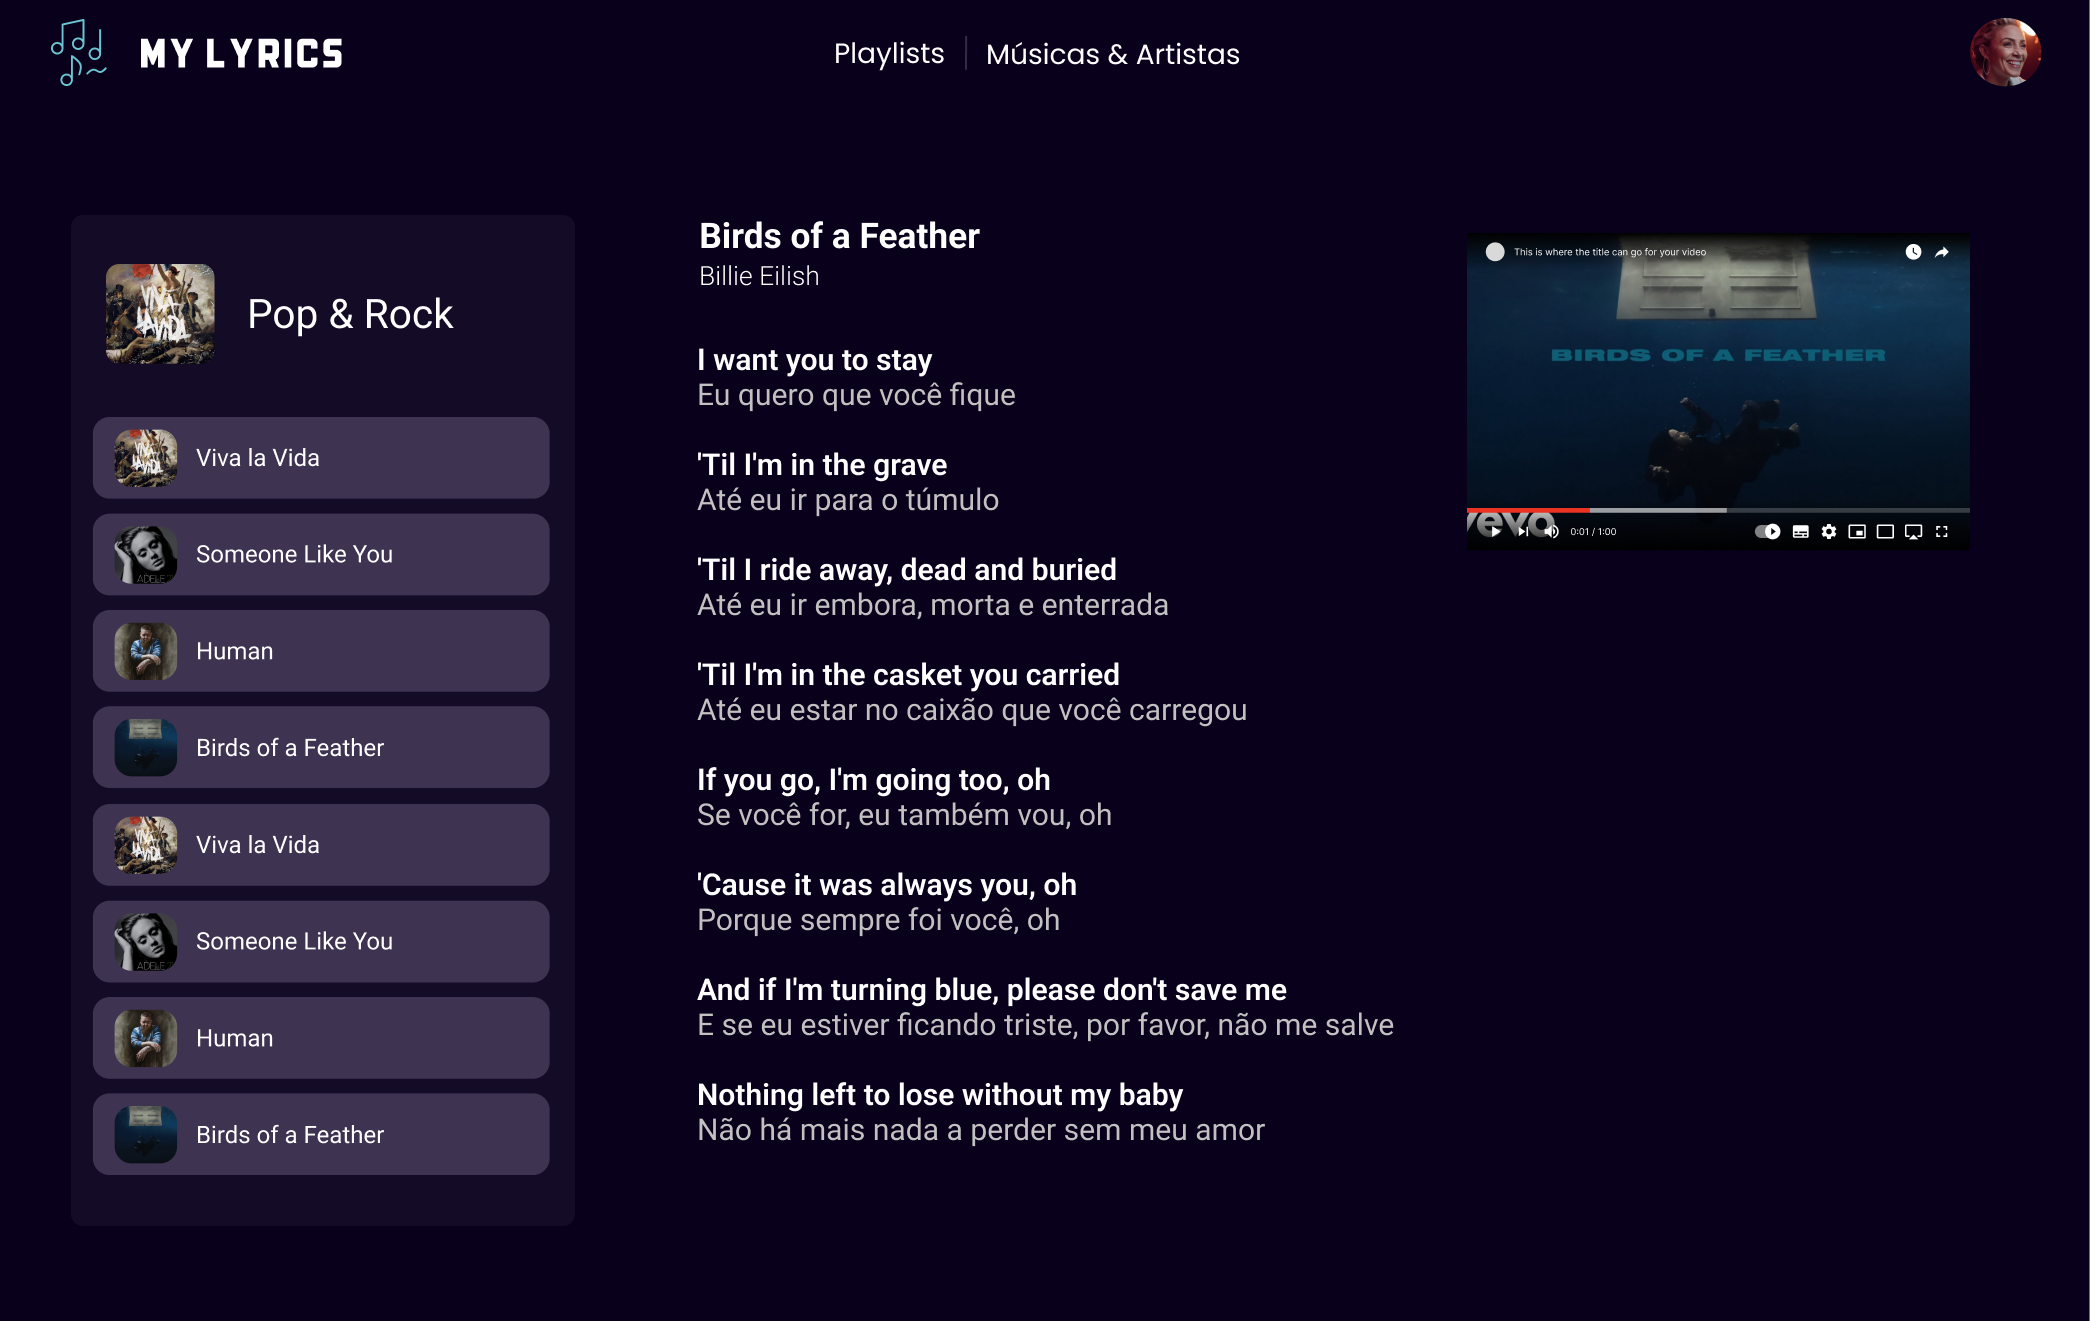 MY LYRICS
Playlists
Músicas & Artistas
VIVA
LA VIDA
Pop & Rock
Viva la Vida
ADELE
Someone Like You
Human
Birds of a Feather
Viva la Vida
ADELE
Someone Like You
Human
Birds of a Feather
Birds of a Feather
Billie Eilish
I want you to stay
Eu quero que você fique
'Til I'm in the grave
Até eu ir para o túmulo
'Til I ride away, dead and buried
Até eu ir embora, morta e enterrada
'Til I'm in the casket you carried
Até eu estar no caixão que você carregou
If you go, I'm going too, oh
Se você for, eu também vou, oh
'Cause it was always you, oh
Porque sempre foi você, oh
And if I'm turning blue, please don't save me
E se eu estiver ficando triste, por favor, não me salve
Nothing left to lose without my baby
Não há mais nada a perder sem meu amor
This is where the title can go for your video
BIRDS OF A FEATHER
vevo
0:01 / 1:00